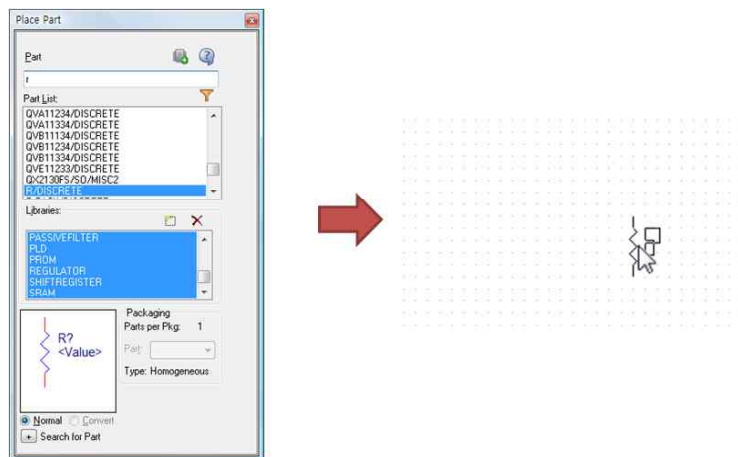 Place Part
Part
r
Part List:
QVA11234/DISCRETE
QVA11334/DISCRETE
QVB11134/DISCRETE
QVB11234/DISCRETE
QVB11334/DISCRETE
QVE11233/DISCRETE
QX2130FS/SO/MISC2
R/DISCRETE
Libraries:
PASSIVEFILTER
PLD
PROM
REGULATOR
SHIFTREGISTER
SRAM
Packaging
Parts per Pkg: 1
Part:
Type: Homogeneous
R?
<Value>
Normal Convert
+ Search for Part